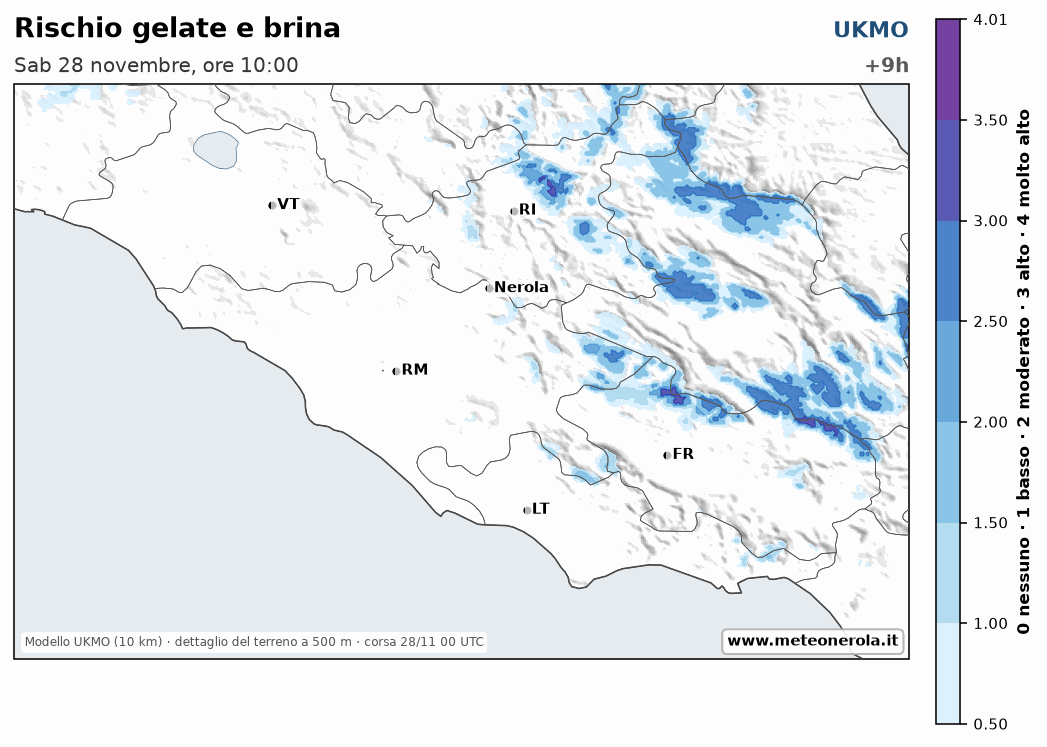 Rischio gelate e brina
UKMO
Sab 28 novembre, ore 10:00
+9h
VT
RI
Nerola
RM
FR
LT
Modello UKMO (10 km) · dettaglio del terreno a 500 m · corsa 28/11 00 UTC
www.meteonerola.it
4.01
3.50
3.00
2.50
2.00
1.50
1.00
0.50
0 nessuno · 1 basso · 2 moderato · 3 alto · 4 molto alto